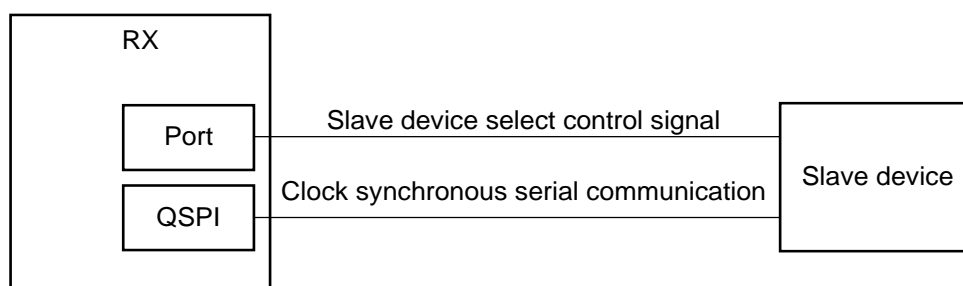 RX
Port
Slave device select control signal
Clock synchronous serial communication
Slave device
QSPI